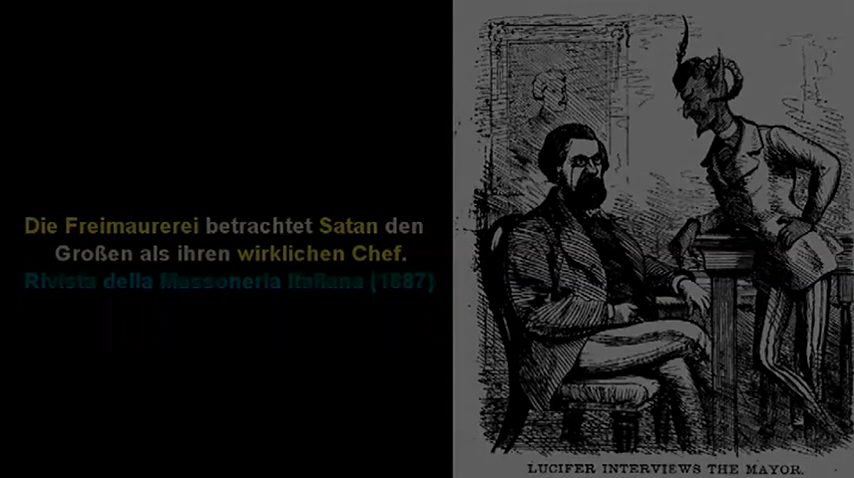 Die Freimaurerei betrachtet Satan den
Großen als ihren wirklichen Chef.
Rivista della Massoneria Italiana (1887)
LUCIFER INTERVIEWS THE MAYOR.